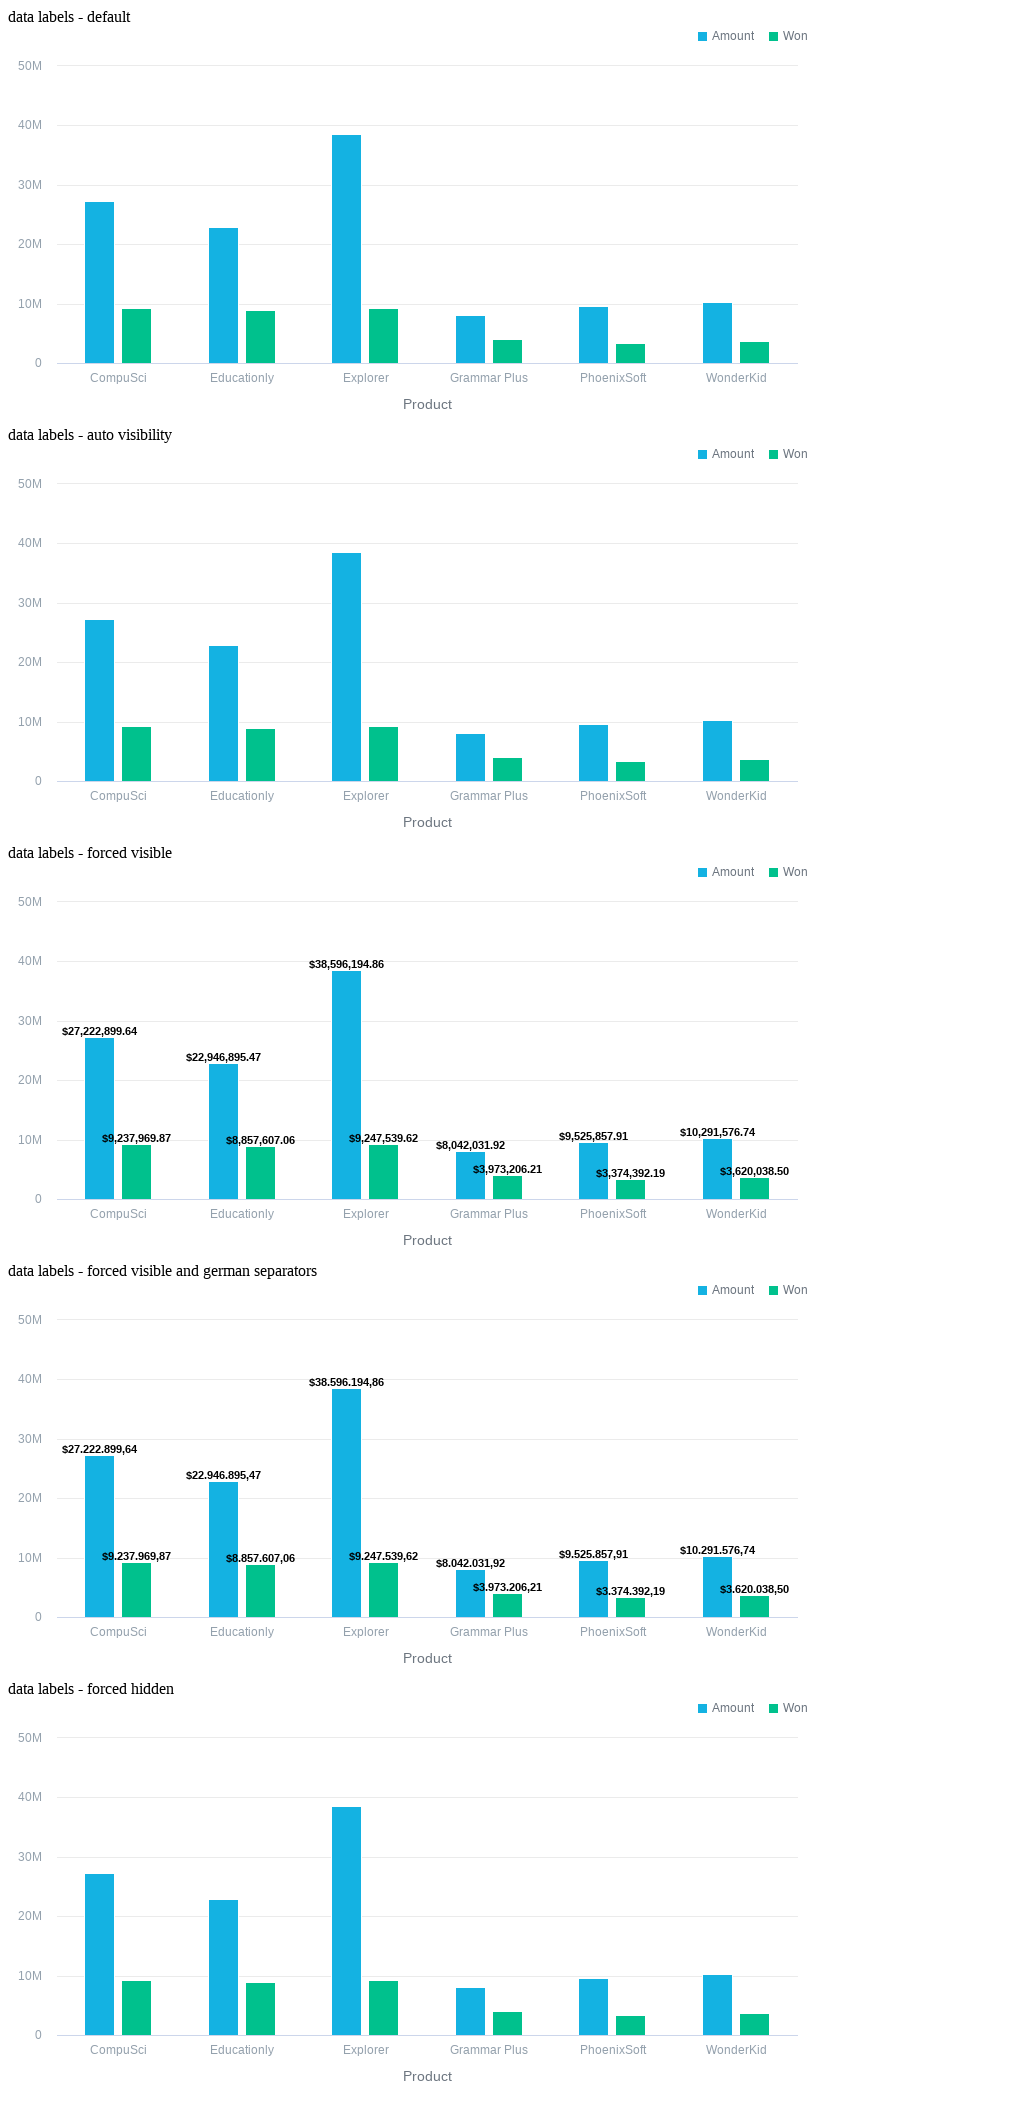 data labels - default
Amount Won
50M
40M
30M
20M
10M
0
CompuSci Educationly Explorer Grammar Plus PhoenixSoft WonderKid
Product
data labels - auto visibility
Amount Won
50M
40M
30M
20M
10M
0
CompuSci Educationly Explorer Grammar Plus PhoenixSoft WonderKid
Product
data labels - forced visible
Amount Won
50M
40M
$38,596,194.86
30M
$27,222,899.64
$22,946,895.47
20M
10M
$9,237,969.87 $8,857,607.06 $9,247,539.62 $8,042,031.92 $9,525,857.91 $10,291,576.74
$3,973,206.21 $3,374,392.19 $3,620,038.50
0
CompuSci Educationly Explorer Grammar Plus PhoenixSoft WonderKid
Product
data labels - forced visible and german separators
Amount Won
50M
40M
$38.596.194,86
30M
$27.222.899,64
$22.946.895,47
20M
10M
$9.237.969,87 $8.857.607,06 $9.247.539,62 $8.042.031,92 $9.525.857,91 $10.291.576,74
$3.973.206,21 $3.374.392,19 $3.620.038,50
0
CompuSci Educationly Explorer Grammar Plus PhoenixSoft WonderKid
Product
data labels - forced hidden
Amount Won
50M
40M
30M
20M
10M
0
CompuSci Educationly Explorer Grammar Plus PhoenixSoft WonderKid
Product